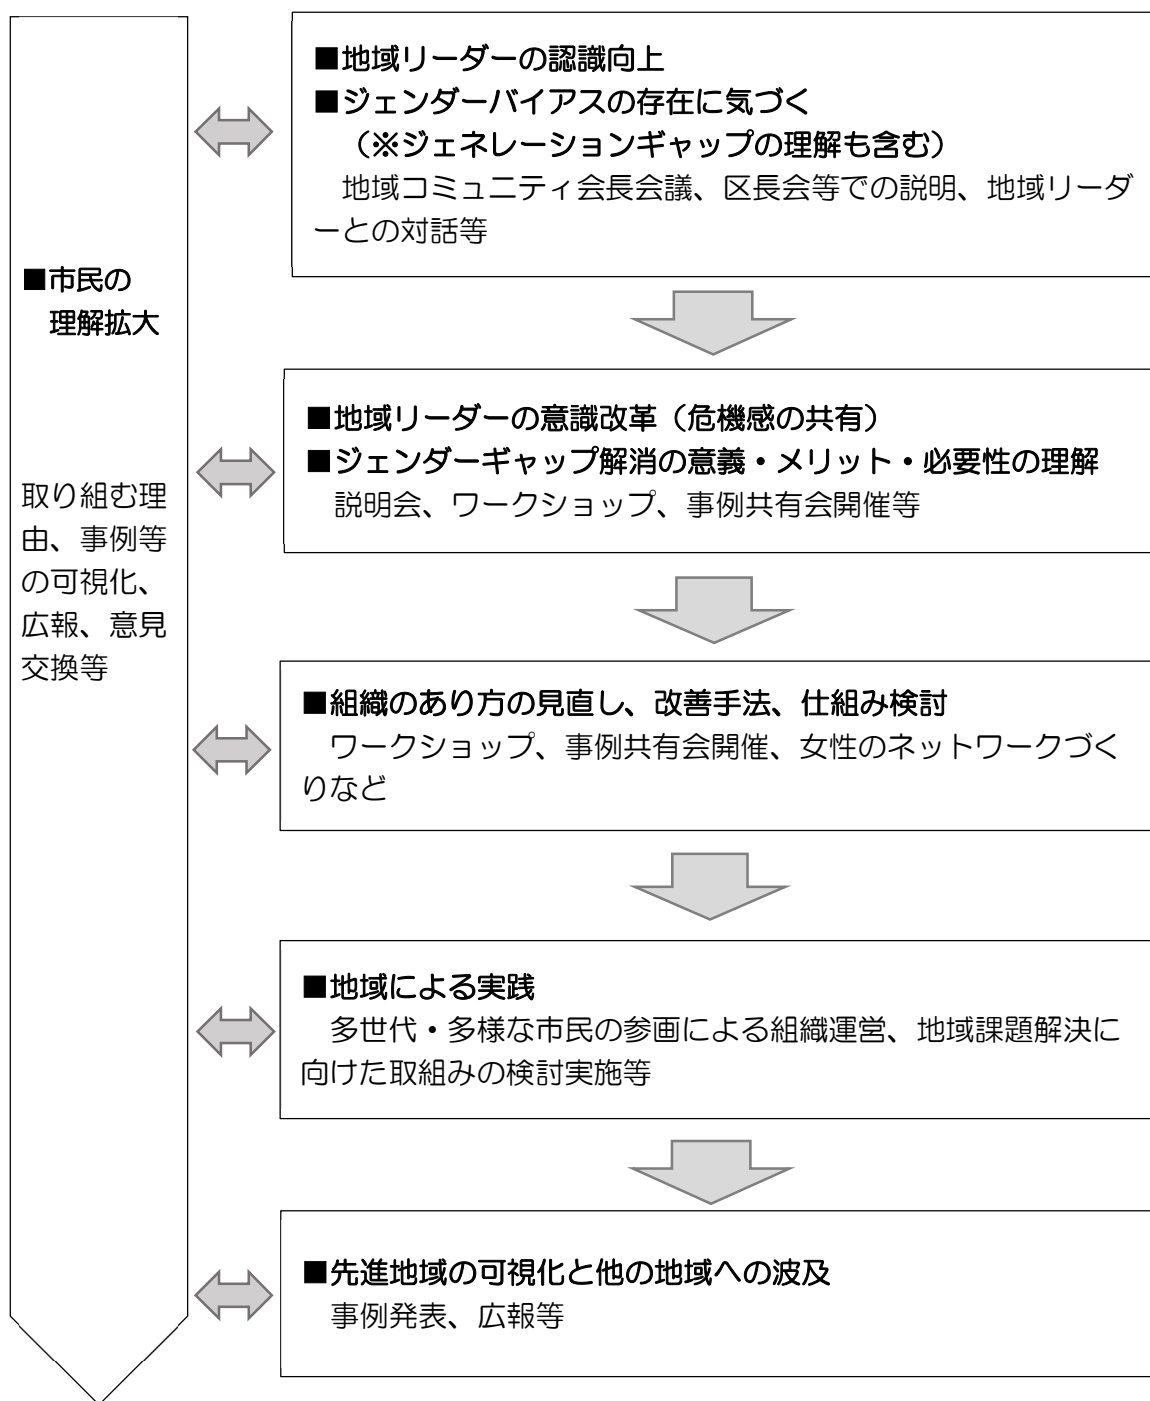 ■市民の
理解拡大
取り組む理
由、事例等
の可視化、
広報、意見
交換等
■地域リーダーの認識向上
■ジェンダーバイアスの存在に気づく
（※ジェネレーションギャップの理解も含む）
地域コミュニティ会長会議、区長会等での説明、地域リーダ
ーとの対話等
■地域リーダーの意識改革（危機感の共有）
■ジェンダーギャップ解消の意義・メリット・必要性の理解
説明会、ワークショップ、事例共有会開催等
■組織のあり方の見直し、改善手法、仕組み検討
ワークショップ、事例共有会開催、女性のネットワークづく
りなど
■地域による実践
多世代・多様な市民の参画による組織運営、地域課題解決に
向けた取組みの検討実施等
■先進地域の可視化と他の地域への波及
事例発表、広報等